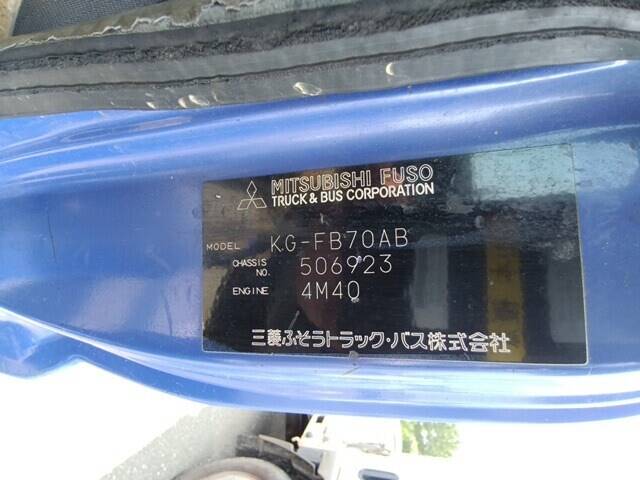 MITSUBISHI FUSO
TRUCK & BUS CORPORATION
MODEL KG-FB70AB
CHASSIS NO. 506923
ENGINE 4M40
三菱ふそうトラック・バス株式会社